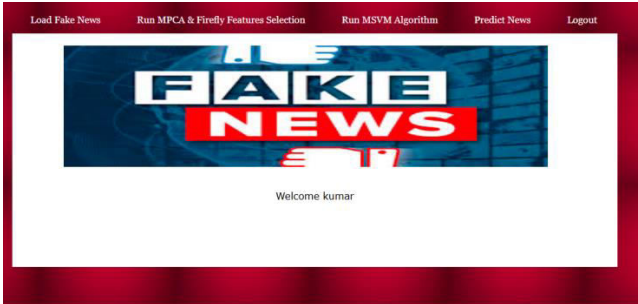 Load Fake News Run MPCA & Firefly Features Selection Run MSVM Algorithm Predict News Logout
FAKE
NEWS
Welcome kumar